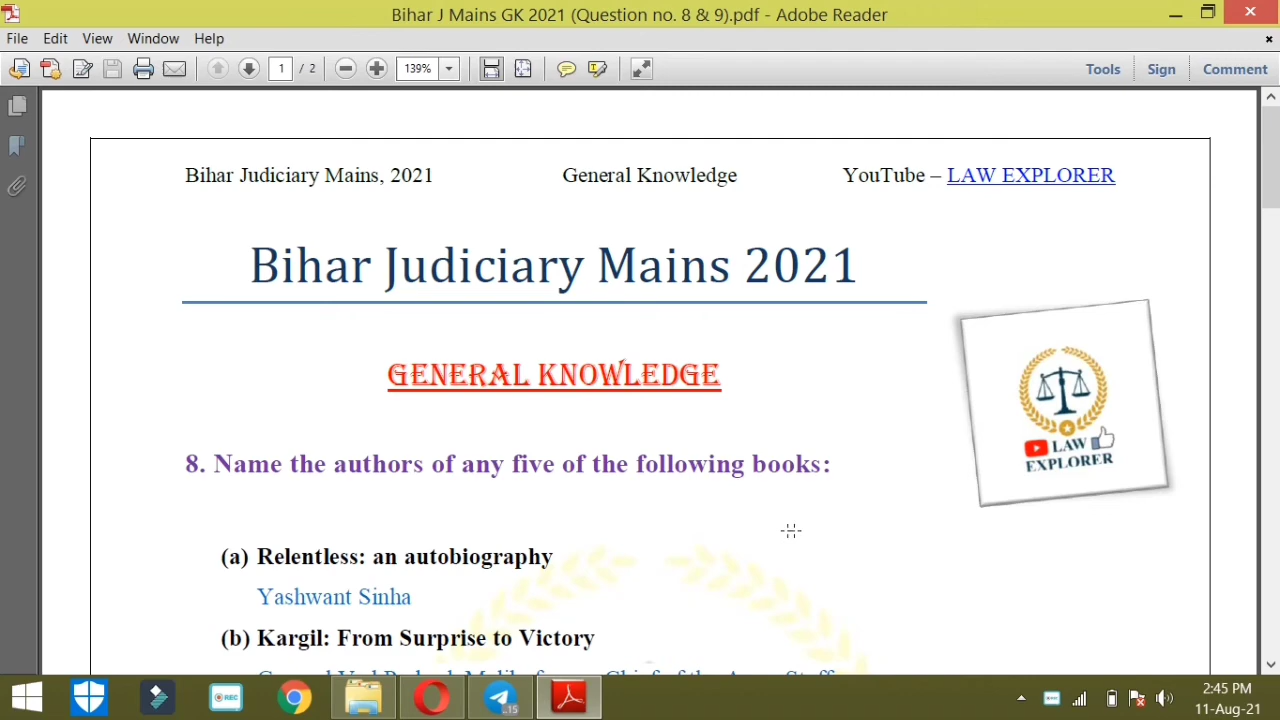 Bihar J Mains GK 2021 (Question no. 8 & 9).pdf - Adobe Reader
File Edit View Window Help
1 / 2 139% Tools Sign Comment
Bihar Judiciary Mains, 2021 General Knowledge YouTube – LAW EXPLORER
Bihar Judiciary Mains 2021
GENERAL KNOWLEDGE
LAW
EXPLORER
8. Name the authors of any five of the following books:
(a) Relentless: an autobiography
Yashwant Sinha
(b) Kargil: From Surprise to Victory
REC
.15
2:45 PM
11-Aug-21